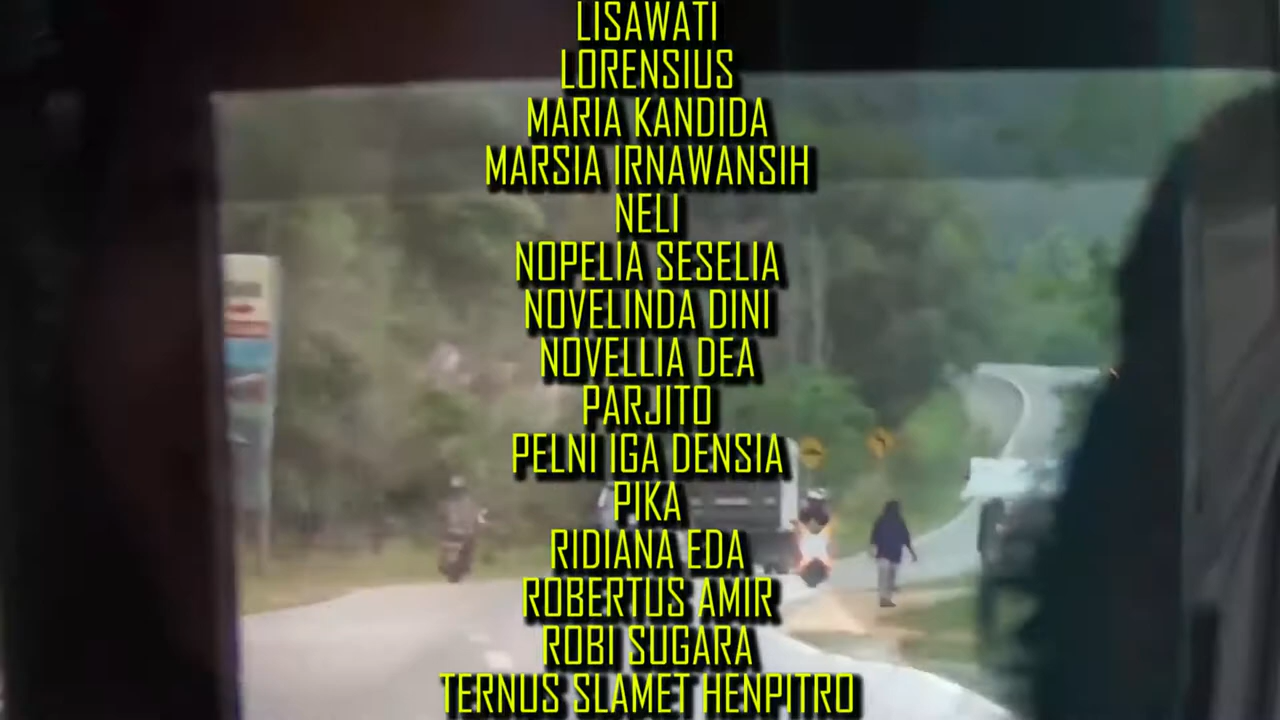 LISAWATI
LORENSIUS
MARIA KANDIDA
MARSIA IRNAWANSIH
NELI
NOPELIA SESELIA
NOVELINDA DINI
NOVELLIA DEA
PARJITO
PELNI IGA DENSIA
PIKA
RIDIANA EDA
ROBERTUS AMIR
ROBI SUGARA
TERNUS SLAMET HENPITRO